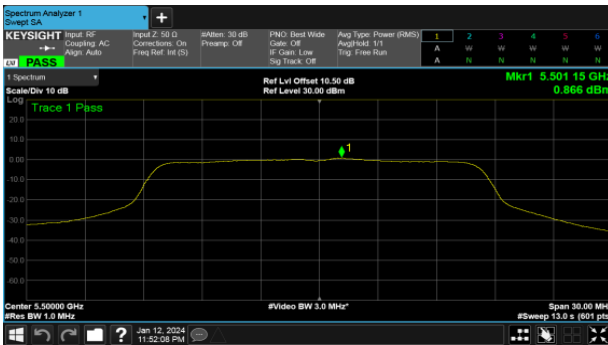 Spectrum Analyzer 1
Swept SA
KEYSIGHT
Input: RF
Coupling: AC
Align: Auto
Input Z: 50 Ω
Corrections: On
Freq Ref: Int (S)
#Atten: 30 dB
Preamp: Off
PNO: Best Wide
Gate: Off
IF Gain: Low
Sig Track: Off
Avg Type: Power (RMS)
Avg|Hold: 1/1
Trig: Free Run
1 2 3 4 5 6
A W W W W W
A N N N N N
LXI PASS
1 Spectrum
Scale/Div 10 dB
Ref Lvl Offset 10.50 dB
Ref Level 30.00 dBm
Mkr1 5.501 15 GHz
0.866 dBm
Log
Trace 1 Pass
20.0
10.0
0.00
-10.0
-20.0
-30.0
-40.0
-50.0
-60.0
1
Center 5.50000 GHz
#Res BW 1.0 MHz
#Video BW 3.0 MHz*
Span 30.00 MH
#Sweep 13.0 s (601 pts
Jan 12, 2024
11:52:08 PM